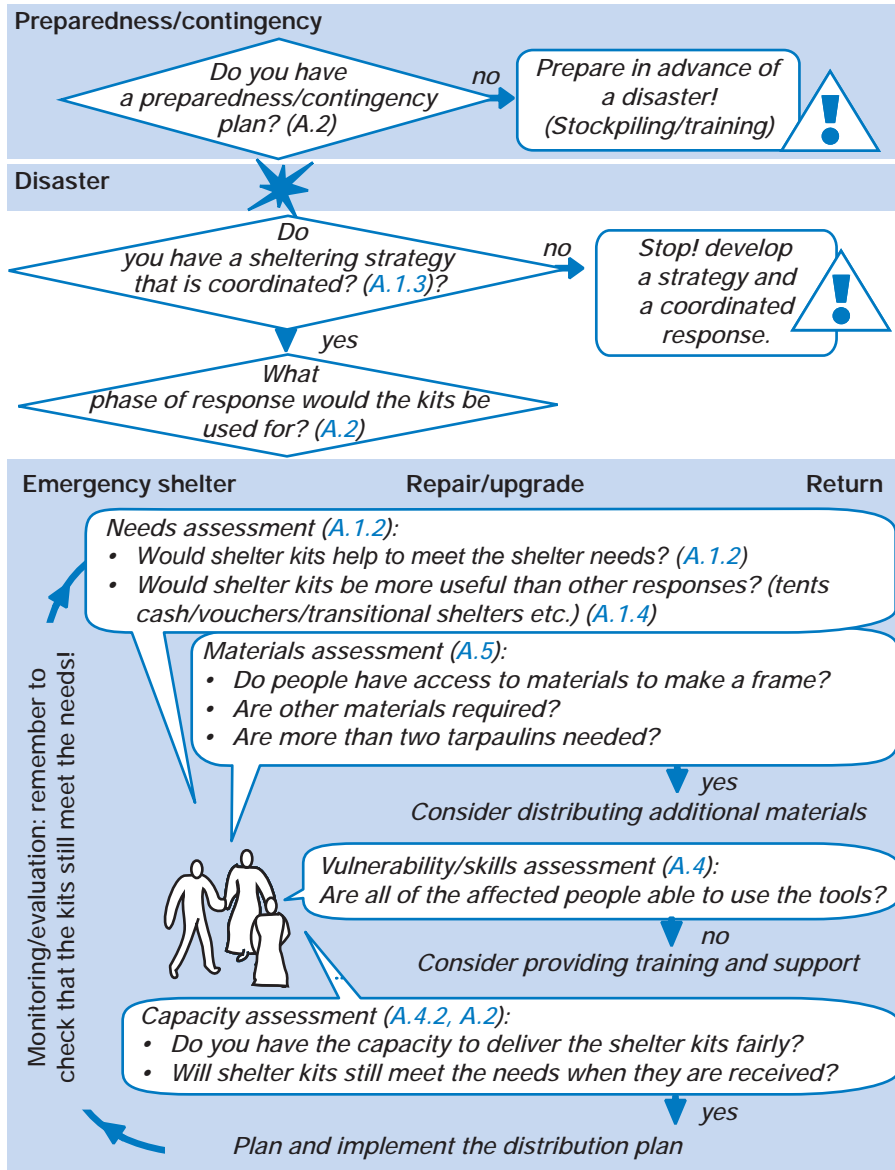 Preparedness/contingency
Do you have
a preparedness/contingency
plan? (A.2)
no
Prepare in advance of
a disaster!
(Stockpiling/training)
!
Disaster
Do
you have a sheltering strategy
that is coordinated? (A.1.3)?
no
Stop! develop
a strategy and
a coordinated
response.
!
yes
What
phase of response would the kits be
used for? (A.2)
Emergency shelter
Repair/upgrade
Return
Needs assessment (A.1.2):
• Would shelter kits help to meet the shelter needs? (A.1.2)
• Would shelter kits be more useful than other responses? (tents
cash/vouchers/transitional shelters etc.) (A.1.4)
Materials assessment (A.5):
• Do people have access to materials to make a frame?
• Are other materials required?
• Are more than two tarpaulins needed?
yes
Consider distributing additional materials
Vulnerability/skills assessment (A.4):
Are all of the affected people able to use the tools?
no
Consider providing training and support
Capacity assessment (A.4.2, A.2):
• Do you have the capacity to deliver the shelter kits fairly?
• Will shelter kits still meet the needs when they are received?
yes
Plan and implement the distribution plan
Monitoring/evaluation: remember to
check that the kits still meet the needs!